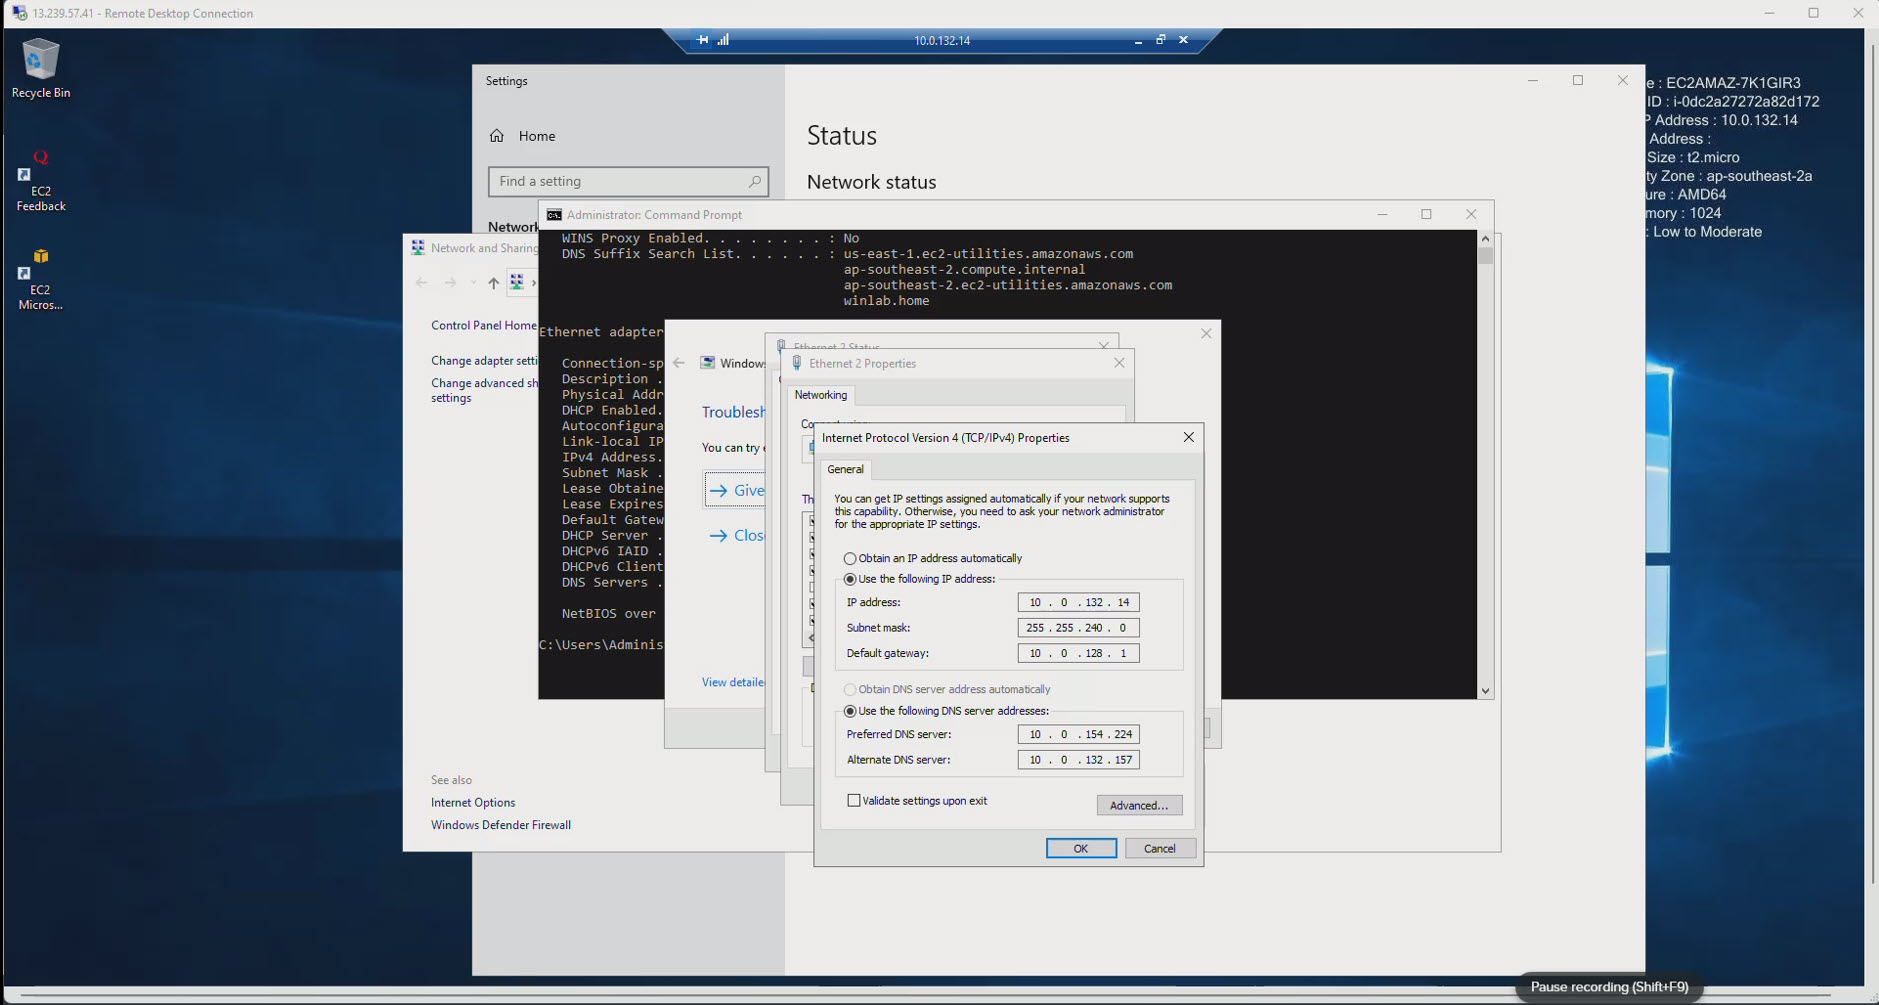 13.239.57.41 - Remote Desktop Connection
10.0.132.14
Recycle Bin
EC2
Feedback
EC2
Micros...
Settings
Home
Find a setting
Status
Network status
e : EC2AMAZ-7K1GIR3
ID : i-0dc2a27272a82d172
P Address : 10.0.132.14
Address :
Size : t2.micro
ty Zone : ap-southeast-2a
ure : AMD64
mory : 1024
: Low to Moderate
Network and Sharing
Control Panel Home
Change adapter setti
Change advanced sh
settings
See also
Internet Options
Windows Defender Firewall
Administrator: Command Prompt
WINS Proxy Enabled. . . . . . . . : No
DNS Suffix Search List. . . . . . : us-east-1.ec2-utilities.amazonaws.com
ap-southeast-2.compute.internal
ap-southeast-2.ec2-utilities.amazonaws.com
winlab.home
Ethernet adapter
Connection-sp
Description .
Physical Addr
DHCP Enabled.
Autoconfigura
Link-local IP
IPv4 Address.
Subnet Mask .
Lease Obtaine
Lease Expires
Default Gatew
DHCP Server .
DHCPv6 IAID .
DHCPv6 Client
DNS Servers .
NetBIOS over
C:\Users\Adminis
Window
Troublesh
You can try e
Give
Clos
View detaile
Ethernet 2 Status
Ethernet 2 Properties
Networking
Th
Internet Protocol Version 4 (TCP/IPv4) Properties
General
You can get IP settings assigned automatically if your network supports
this capability. Otherwise, you need to ask your network administrator
for the appropriate IP settings.
Obtain an IP address automatically
Use the following IP address:
IP address: 10 . 0 . 132 . 14
Subnet mask: 255 . 255 . 240 . 0
Default gateway: 10 . 0 . 128 . 1
Obtain DNS server address automatically
Use the following DNS server addresses:
Preferred DNS server: 10 . 0 . 154 . 224
Alternate DNS server: 10 . 0 . 132 . 157
Validate settings upon exit
Advanced...
OK
Cancel
Pause recording (Shift+F9)